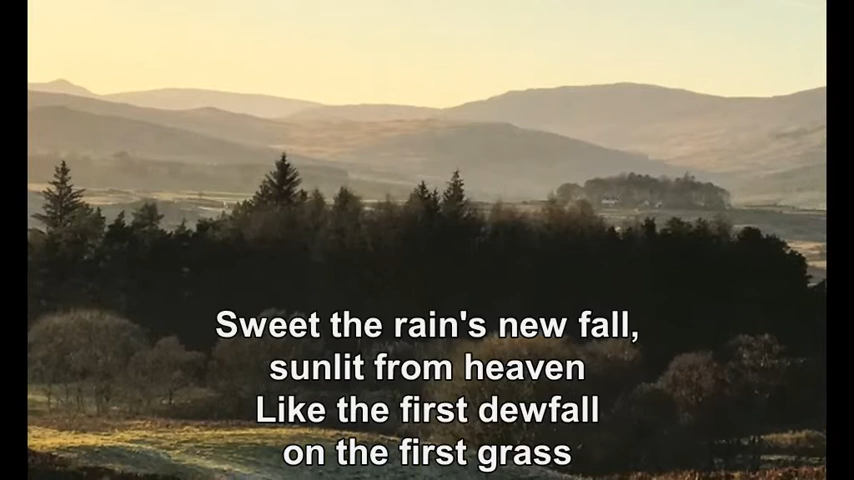 Sweet the rain's new fall,
sunlit from heaven
Like the first dewfall
on the first grass